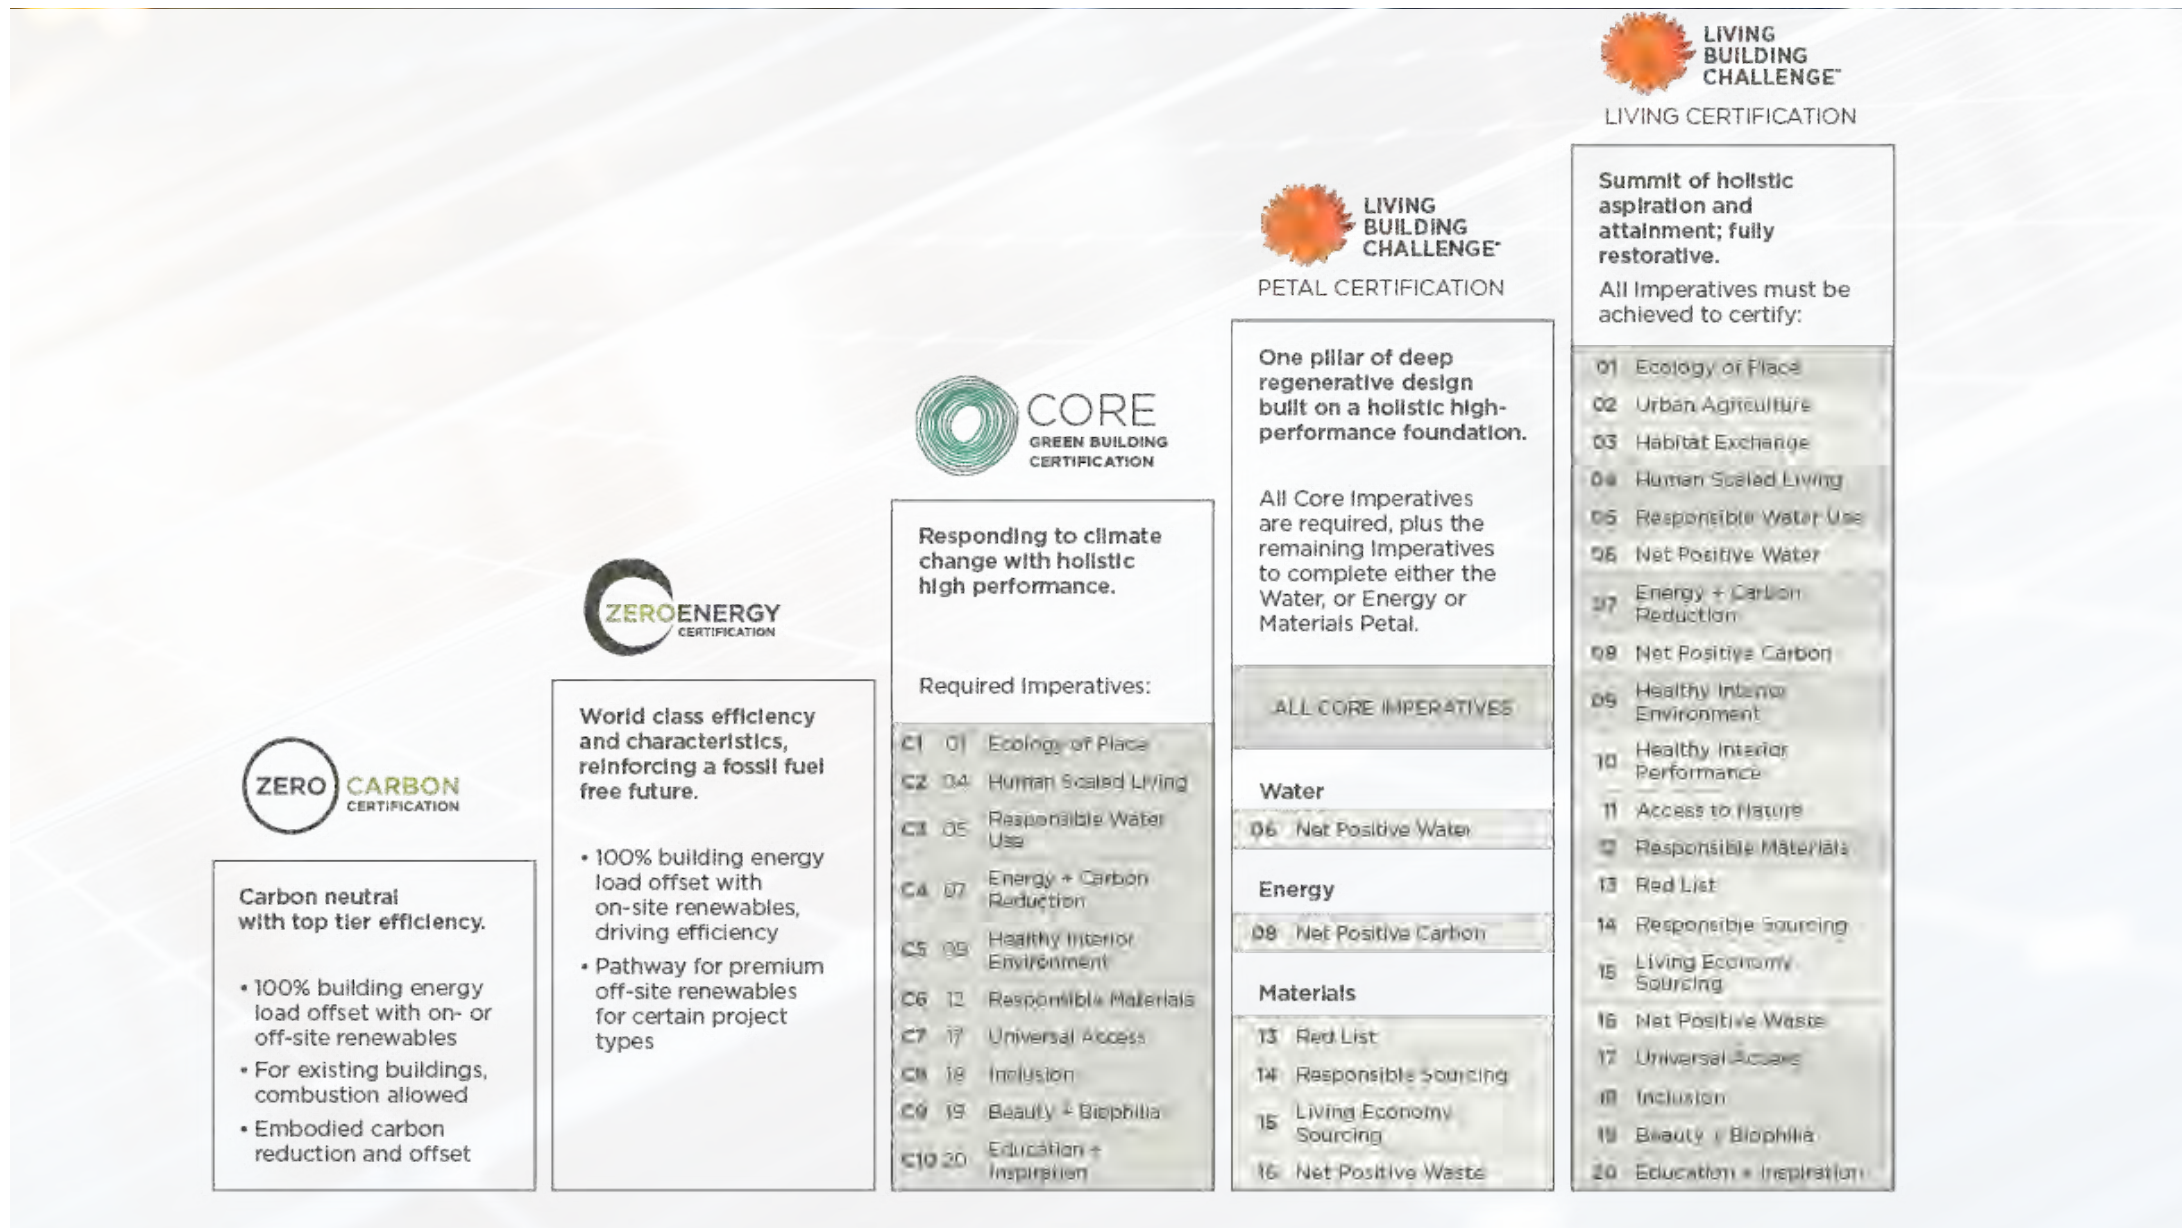 ZERO CARBON
CERTIFICATION
Carbon neutral
with top tier efficiency.
• 100% building energy
load offset with on- or
off-site renewables
• For existing buildings,
combustion allowed
• Embodied carbon
reduction and offset
ZEROENERGY
CERTIFICATION
World class efficiency
and characteristics,
reinforcing a fossil fuel
free future.
• 100% building energy
load offset with
on-site renewables,
driving efficiency
• Pathway for premium
off-site renewables
for certain project
types
CORE
GREEN BUILDING
CERTIFICATION
Responding to climate
change with holistic
high performance.
Required Imperatives:
C1 01 Ecology of Place
C2 04 Human Scaled Living
C3 05 Responsible Water
Use
C4 07 Energy + Carbon
Reduction
C5 09 Healthy Interior
Environment
C6 12 Responsible Materials
C7 17 Universal Access
C8 18 Inclusion
C9 19 Beauty + Biophilia
C10 20 Education +
Inspiration
LIVING
BUILDING
CHALLENGE™
PETAL CERTIFICATION
One pillar of deep
regenerative design
built on a holistic high-
performance foundation.
All Core Imperatives
are required, plus the
remaining Imperatives
to complete either the
Water, or Energy or
Materials Petal.
ALL CORE IMPERATIVES
Water
06 Net Positive Water
Energy
08 Net Positive Carbon
Materials
13 Red List
14 Responsible Sourcing
15 Living Economy
Sourcing
16 Net Positive Waste
LIVING
BUILDING
CHALLENGE™
LIVING CERTIFICATION
Summit of holistic
aspiration and
attainment; fully
restorative.
All Imperatives must be
achieved to certify:
01 Ecology of Place
02 Urban Agriculture
03 Habitat Exchange
04 Human Scaled Living
05 Responsible Water Use
06 Net Positive Water
07 Energy + Carbon
Reduction
08 Net Positive Carbon
09 Healthy Interior
Environment
10 Healthy Interior
Performance
11 Access to Nature
12 Responsible Materials
13 Red List
14 Responsible Sourcing
15 Living Economy
Sourcing
16 Net Positive Waste
17 Universal Access
18 Inclusion
19 Beauty + Biophilia
20 Education + Inspiration